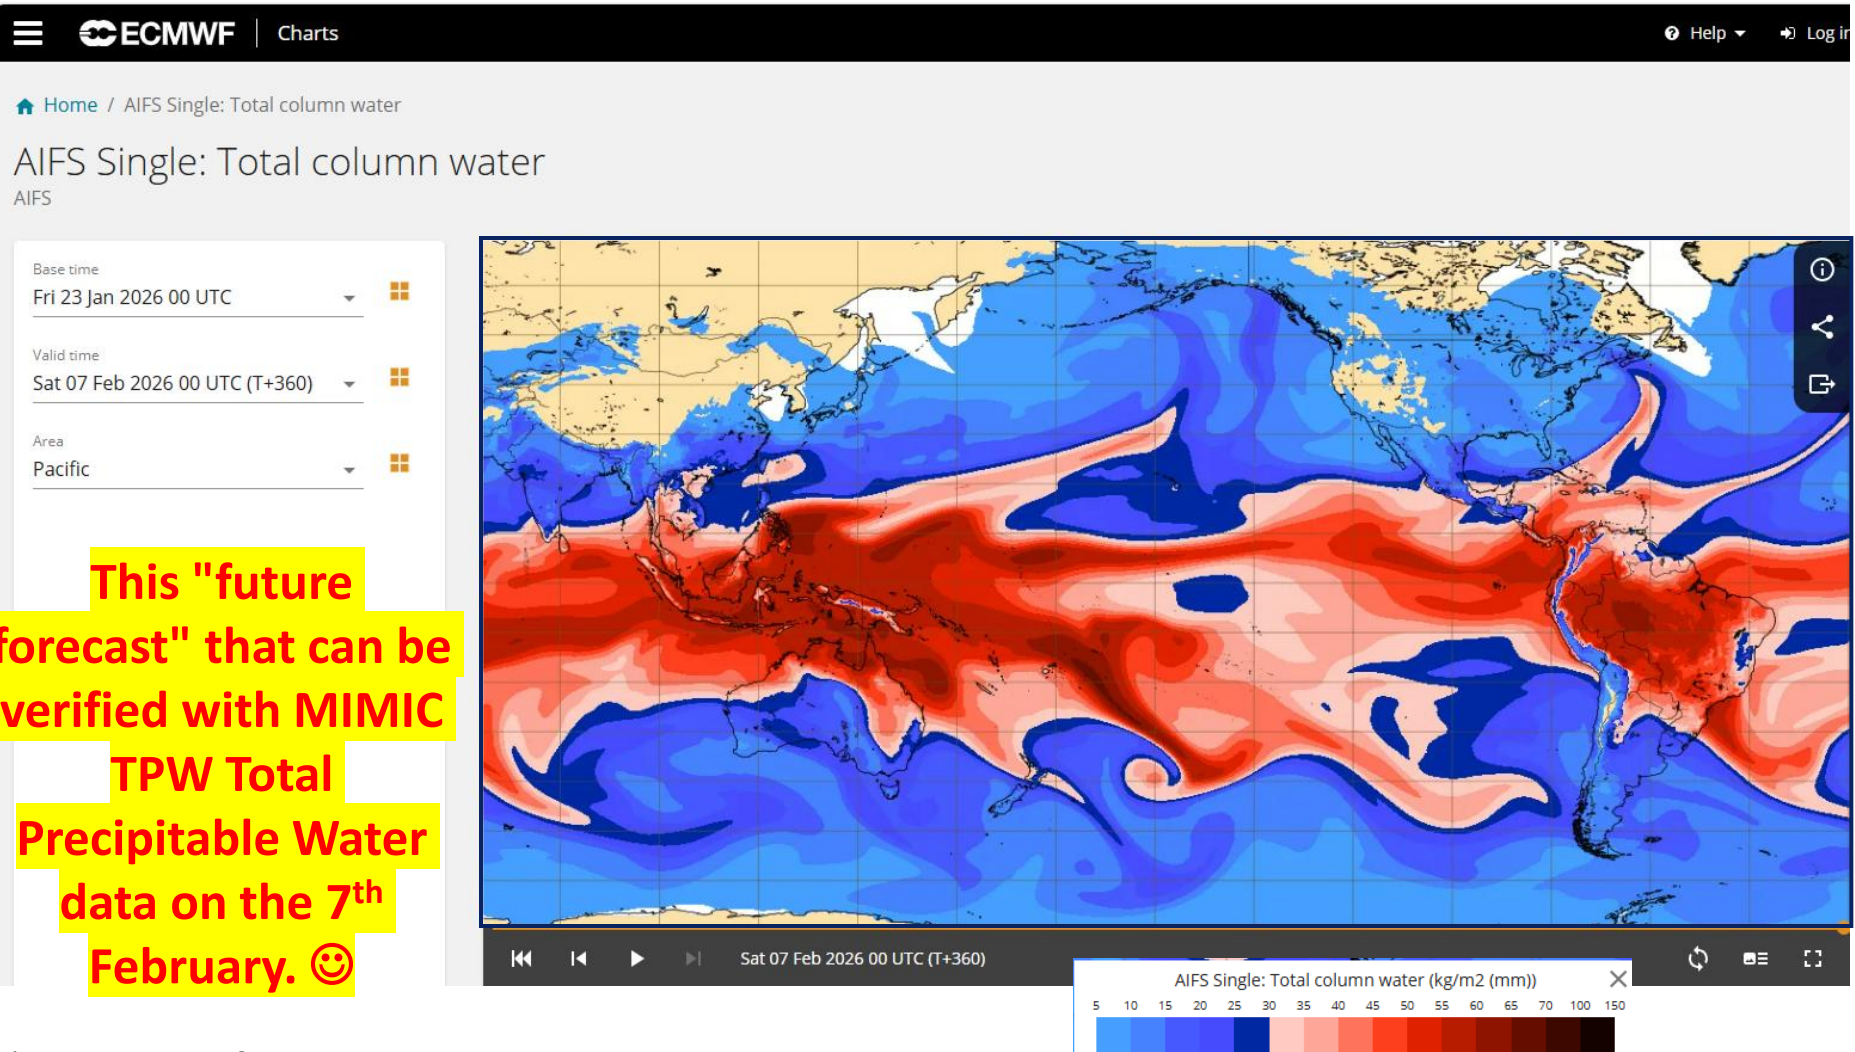 ECMWF Charts Help Log in
Home / AIFS Single: Total column water
AIFS Single: Total column water
AIFS
Base time
Fri 23 Jan 2026 00 UTC
Valid time
Sat 07 Feb 2026 00 UTC (T+360)
Area
Pacific
This "future
forecast" that can be
verified with MIMIC
TPW Total
Precipitable Water
data on the 7th
February. ☺
Sat 07 Feb 2026 00 UTC (T+360)
AIFS Single: Total column water (kg/m2 (mm))
5 10 15 20 25 30 35 40 45 50 55 60 65 70 100 150